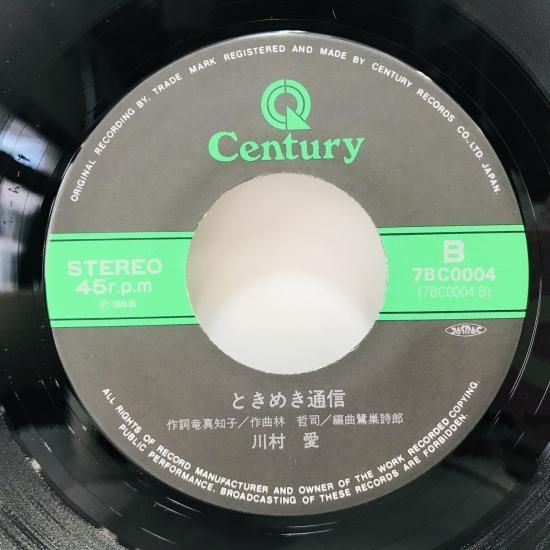 ORIGINAL RECORDING BY, TRADE MARK REGISTERED AND MADE BY CENTURY RECORDS CO., LTD. JAPAN.
Century
STEREO
45r.p.m
Ⓟ'86.8
B
7BC0004
(7BC0004-B)
ときめき通信
作詞竜真知子/作曲林 哲司/編曲鷺巣詩郎
川村 愛
ALL RIGHTS OF RECORD MANUFACTURER AND OWNER OF THE WORK RECORDED COPYING.
PUBLIC PERFORMANCE, BROADCASTING OF THESE RECORDS ARE FORBIDDEN.